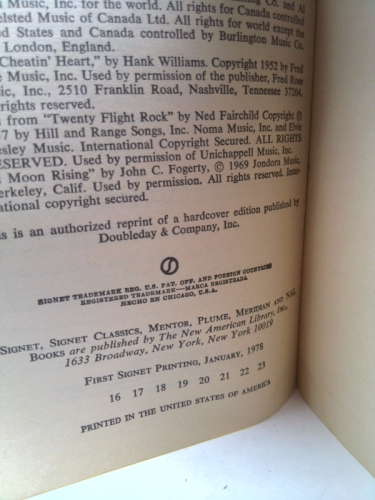 Music, Inc. for the world. All rights for Canada controlled
elsted Music of Canada Ltd. All rights for world except the
d States and Canada controlled by Burlington Music Co.
London, England.
Cheatin' Heart," by Hank Williams. Copyright 1952 by Fred
e Music, Inc. Used by permission of the publisher, Fred Rose
ic, Inc., 2510 Franklin Road, Nashville, Tennessee 37204.
ights reserved.
from "Twenty Flight Rock" by Ned Fairchild ©
7 by Hill and Range Songs, Inc. Noma Music, Inc. and Elvis
esley Music. International Copyright Secured. ALL RIGHTS
ESERVED. Used by permission of Unichappell Music, Inc.
Moon Rising" by John C. Fogerty, © 1969 Jondora Music,
erkeley, Calif. Used by permission. All rights reserved. Inter-
ational copyright secured.
is is an authorized reprint of a hardcover edition published by
Doubleday & Company, Inc.
SIGNET TRADEMARK REG. U.S. PAT. OFF. AND FOREIGN COUNTRIES
REGISTERED TRADEMARK—MARCA REGISTRADA
HECHO EN CHICAGO, U.S.A.
SIGNET, SIGNET CLASSICS, MENTOR, PLUME, MERIDIAN AND NAL
BOOKS are published by The New American Library, Inc.,
1633 Broadway, New York, New York 10019
FIRST SIGNET PRINTING, JANUARY, 1978
16 17 18 19 20 21 22 23
PRINTED IN THE UNITED STATES OF AMERICA